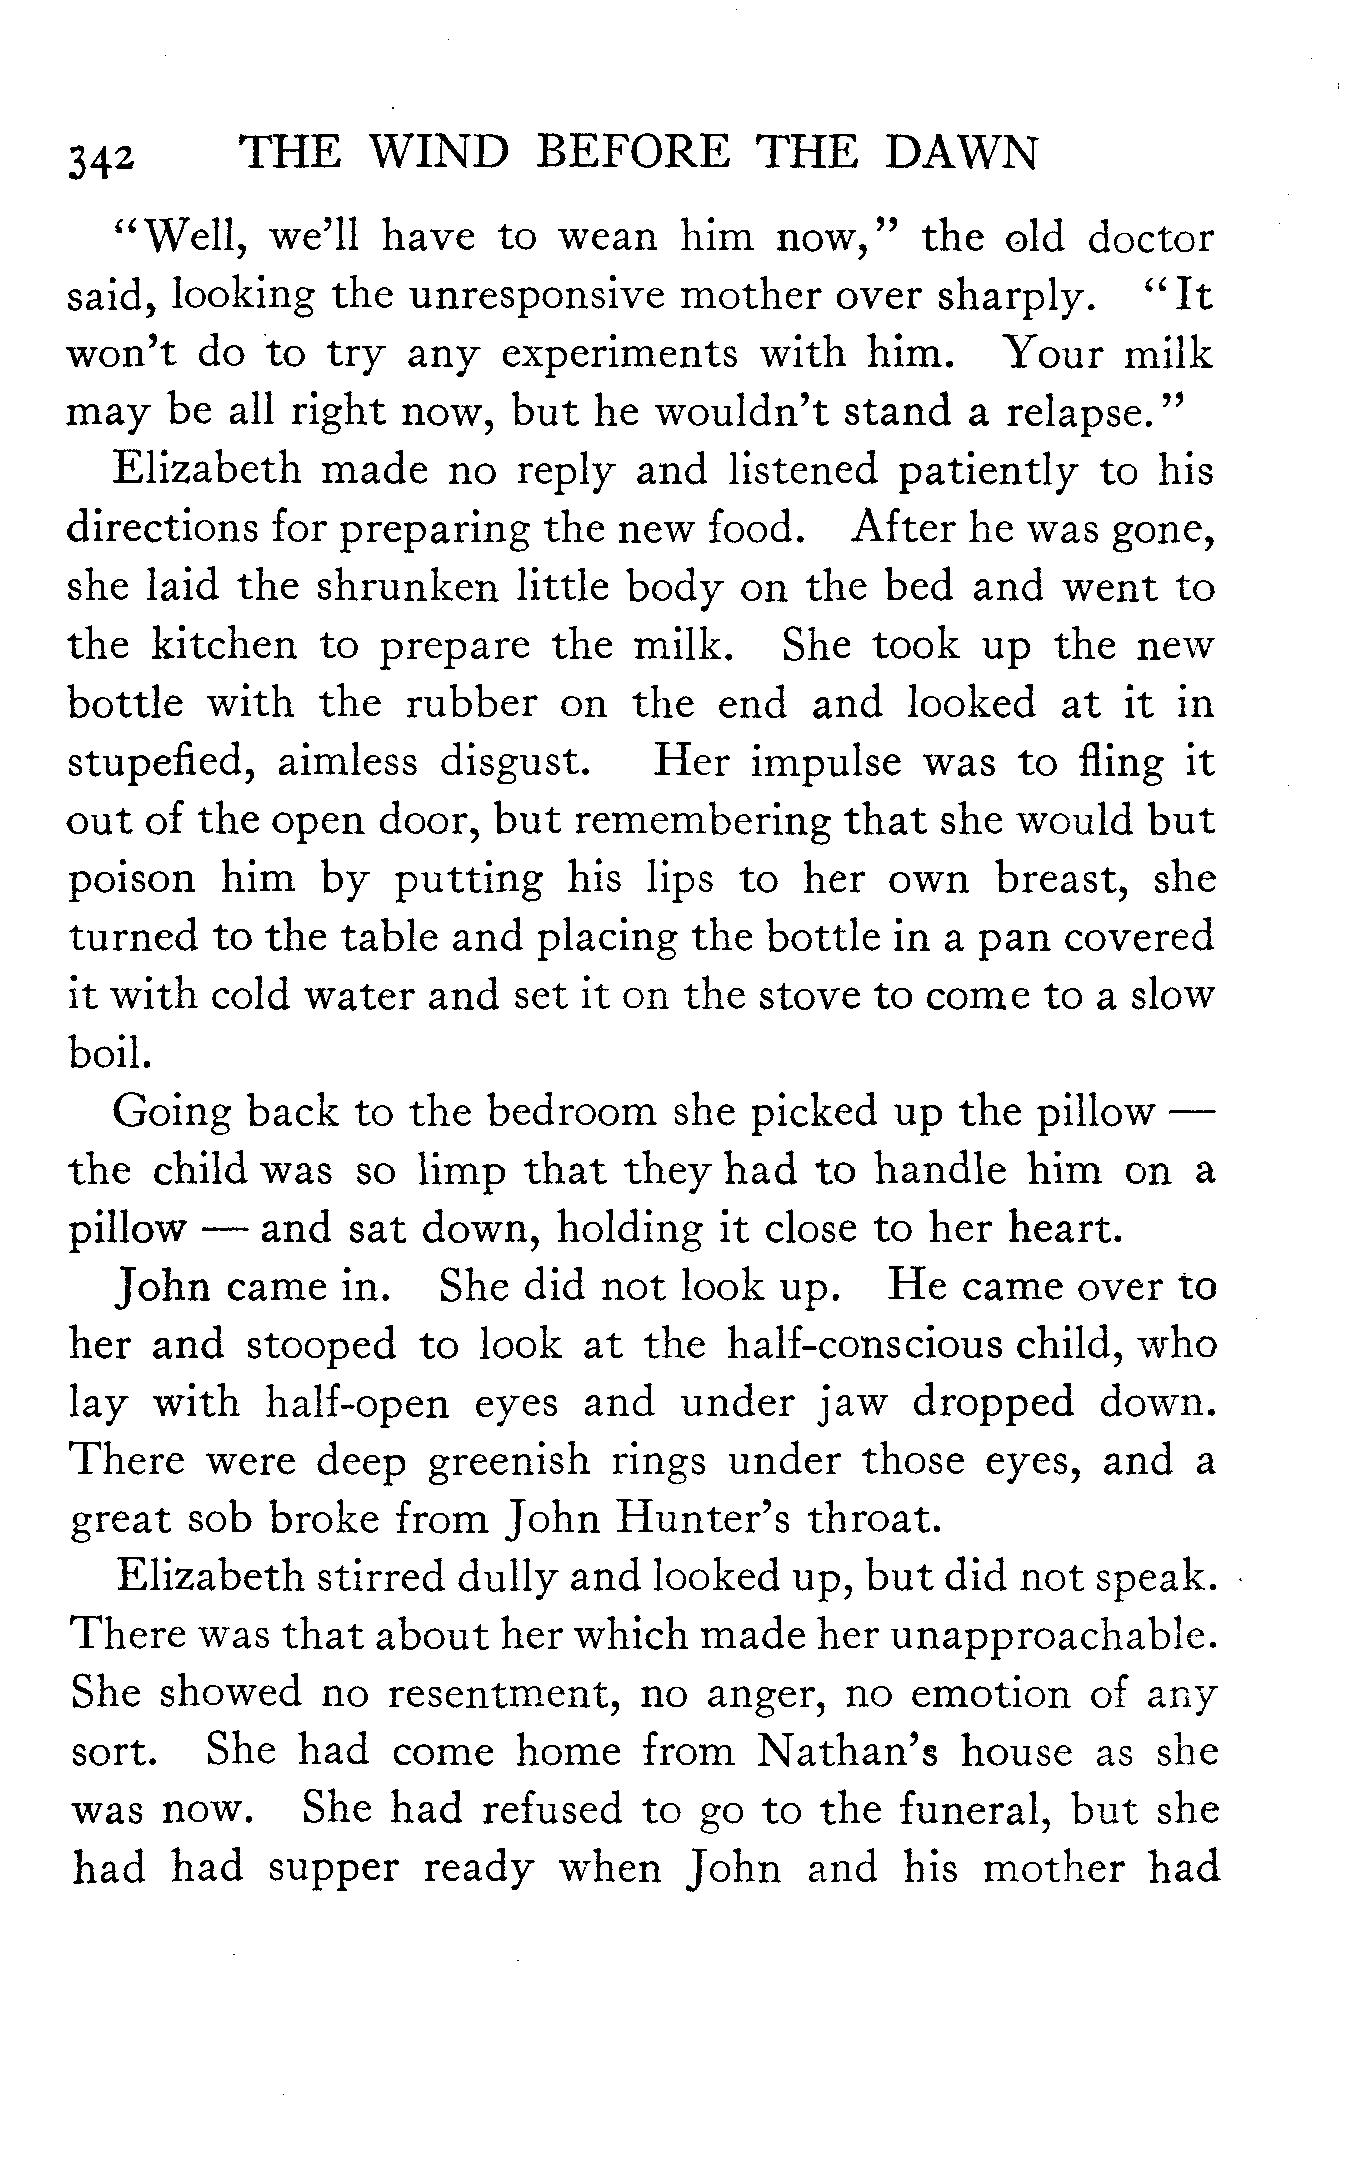 342 THE WIND BEFORE THE DAWN
“Well, we’ll have to wean him now,” the old doctor
said, looking the unresponsive mother over sharply. “It
won’t do to try any experiments with him. Your milk
may be all right now, but he wouldn’t stand a relapse.”
Elizabeth made no reply and listened patiently to his
directions for preparing the new food. After he was gone,
she laid the shrunken little body on the bed and went to
the kitchen to prepare the milk. She took up the new
bottle with the rubber on the end and looked at it in
stupefied, aimless disgust. Her impulse was to fling it
out of the open door, but remembering that she would but
poison him by putting his lips to her own breast, she
turned to the table and placing the bottle in a pan covered
it with cold water and set it on the stove to come to a slow
boil.
Going back to the bedroom she picked up the pillow —
the child was so limp that they had to handle him on a
pillow — and sat down, holding it close to her heart.
John came in. She did not look up. He came over to
her and stooped to look at the half-conscious child, who
lay with half-open eyes and under jaw dropped down.
There were deep greenish rings under those eyes, and a
great sob broke from John Hunter’s throat.
Elizabeth stirred dully and looked up, but did not speak.
There was that about her which made her unapproachable.
She showed no resentment, no anger, no emotion of any
sort. She had come home from Nathan’s house as she
was now. She had refused to go to the funeral, but she
had had supper ready when John and his mother had